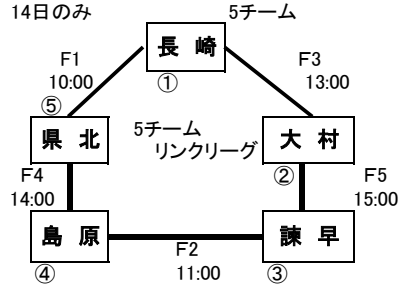 14日のみ
5チーム
長 崎
F1
10:00
①
F3
13:00
⑤
県 北
5チーム
リンクリーグ
大 村
②
F4
14:00
F5
15:00
島 原
④
F2
11:00
諫 早
③